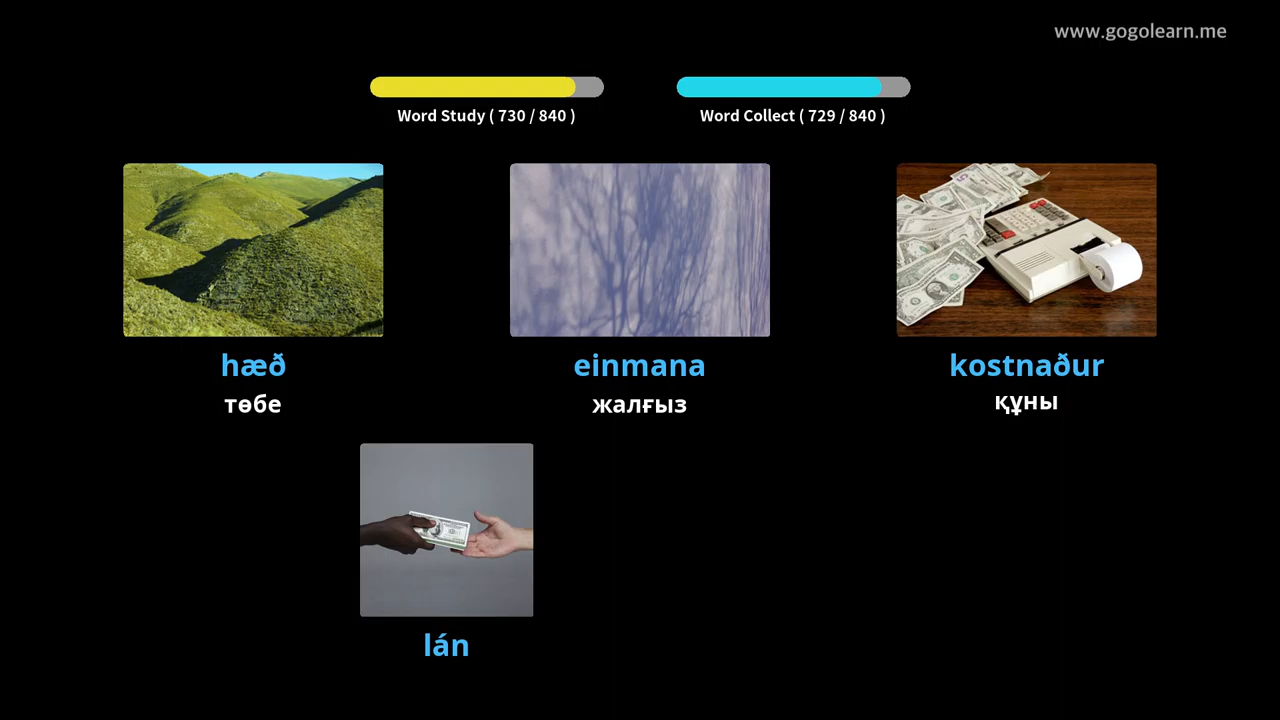 www.gogolearn.me
Word Study ( 730 / 840 )
Word Collect ( 729 / 840 )
hæð
einmana
kostnaður
төбе
жалғыз
құны
lán